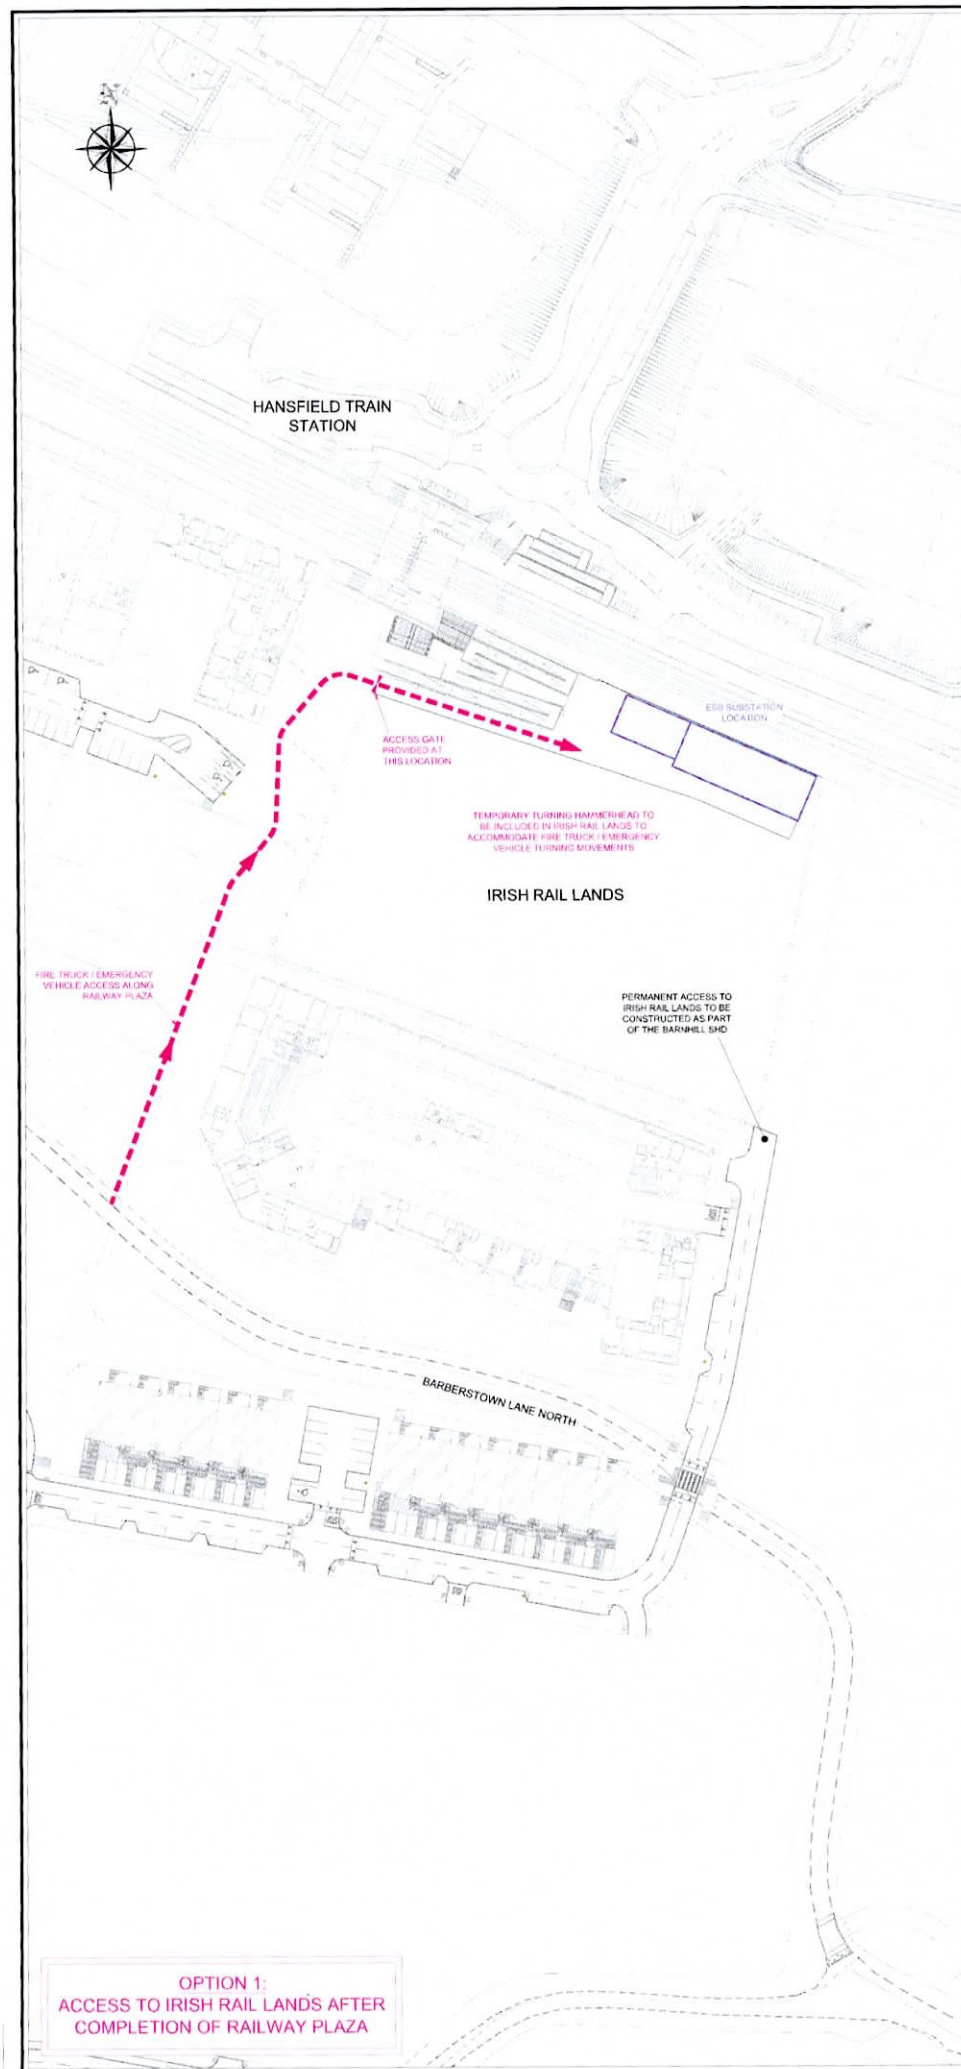 HANSFIELD TRAIN
STATION
ESB SUBSTATION
LOCATION
ACCESS GATE
PROVIDED AT
THIS LOCATION
TEMPORARY TURNING HAMMERHEAD TO
BE INCLUDED IN IRISH RAIL LANDS TO
ACCOMMODATE FIRE TRUCK / EMERGENCY
VEHICLE TURNING MOVEMENTS
IRISH RAIL LANDS
FIRE TRUCK / EMERGENCY
VEHICLE ACCESS ALONG
RAILWAY PLAZA
PERMANENT ACCESS TO
IRISH RAIL LANDS TO BE
CONSTRUCTED AS PART
OF THE BARNHILL SHD
BARBERSTOWN LANE NORTH
OPTION 1:
ACCESS TO IRISH RAIL LANDS AFTER
COMPLETION OF RAILWAY PLAZA